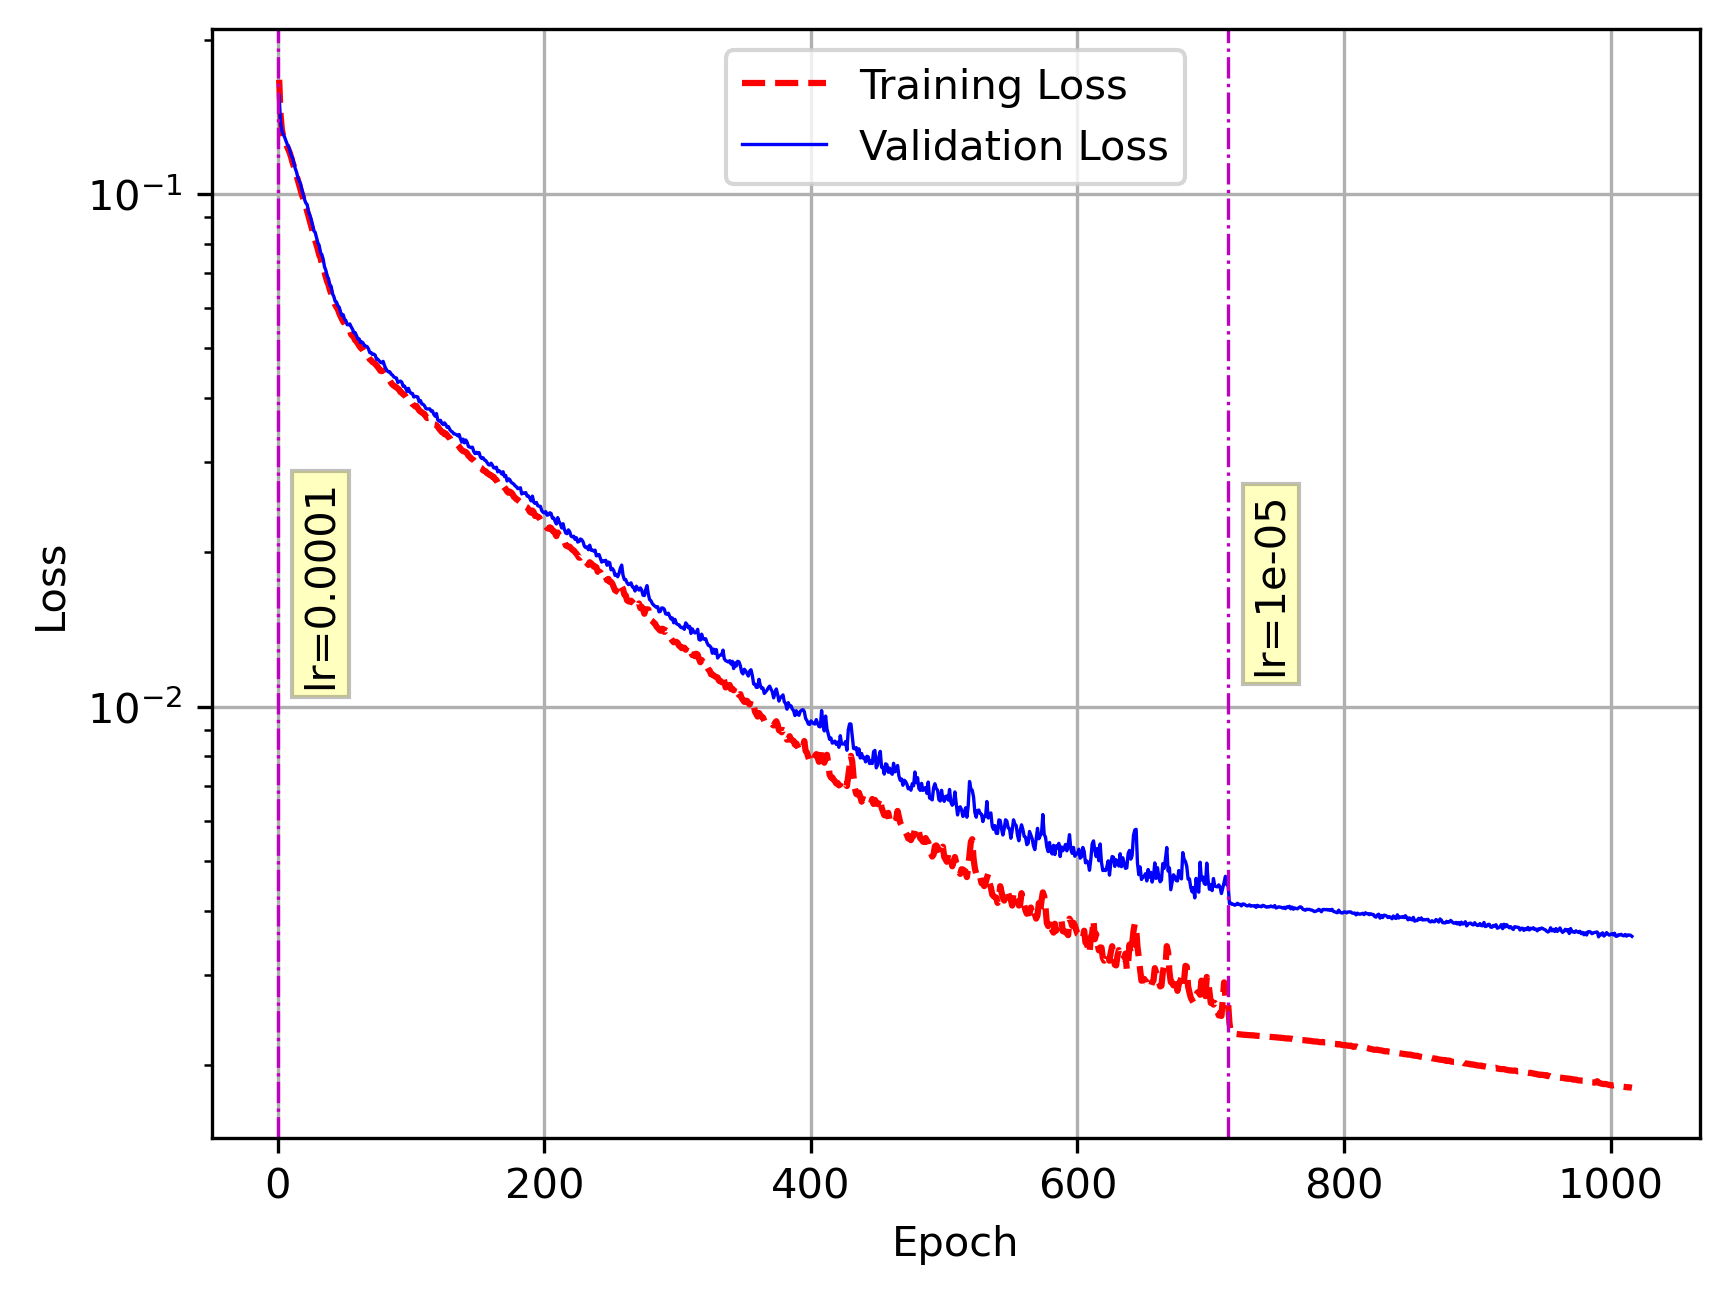 Training Loss
Validation Loss
10⁻¹
10⁻²
Loss
lr=0.0001
lr=1e-05
0 200 400 600 800 1000
Epoch